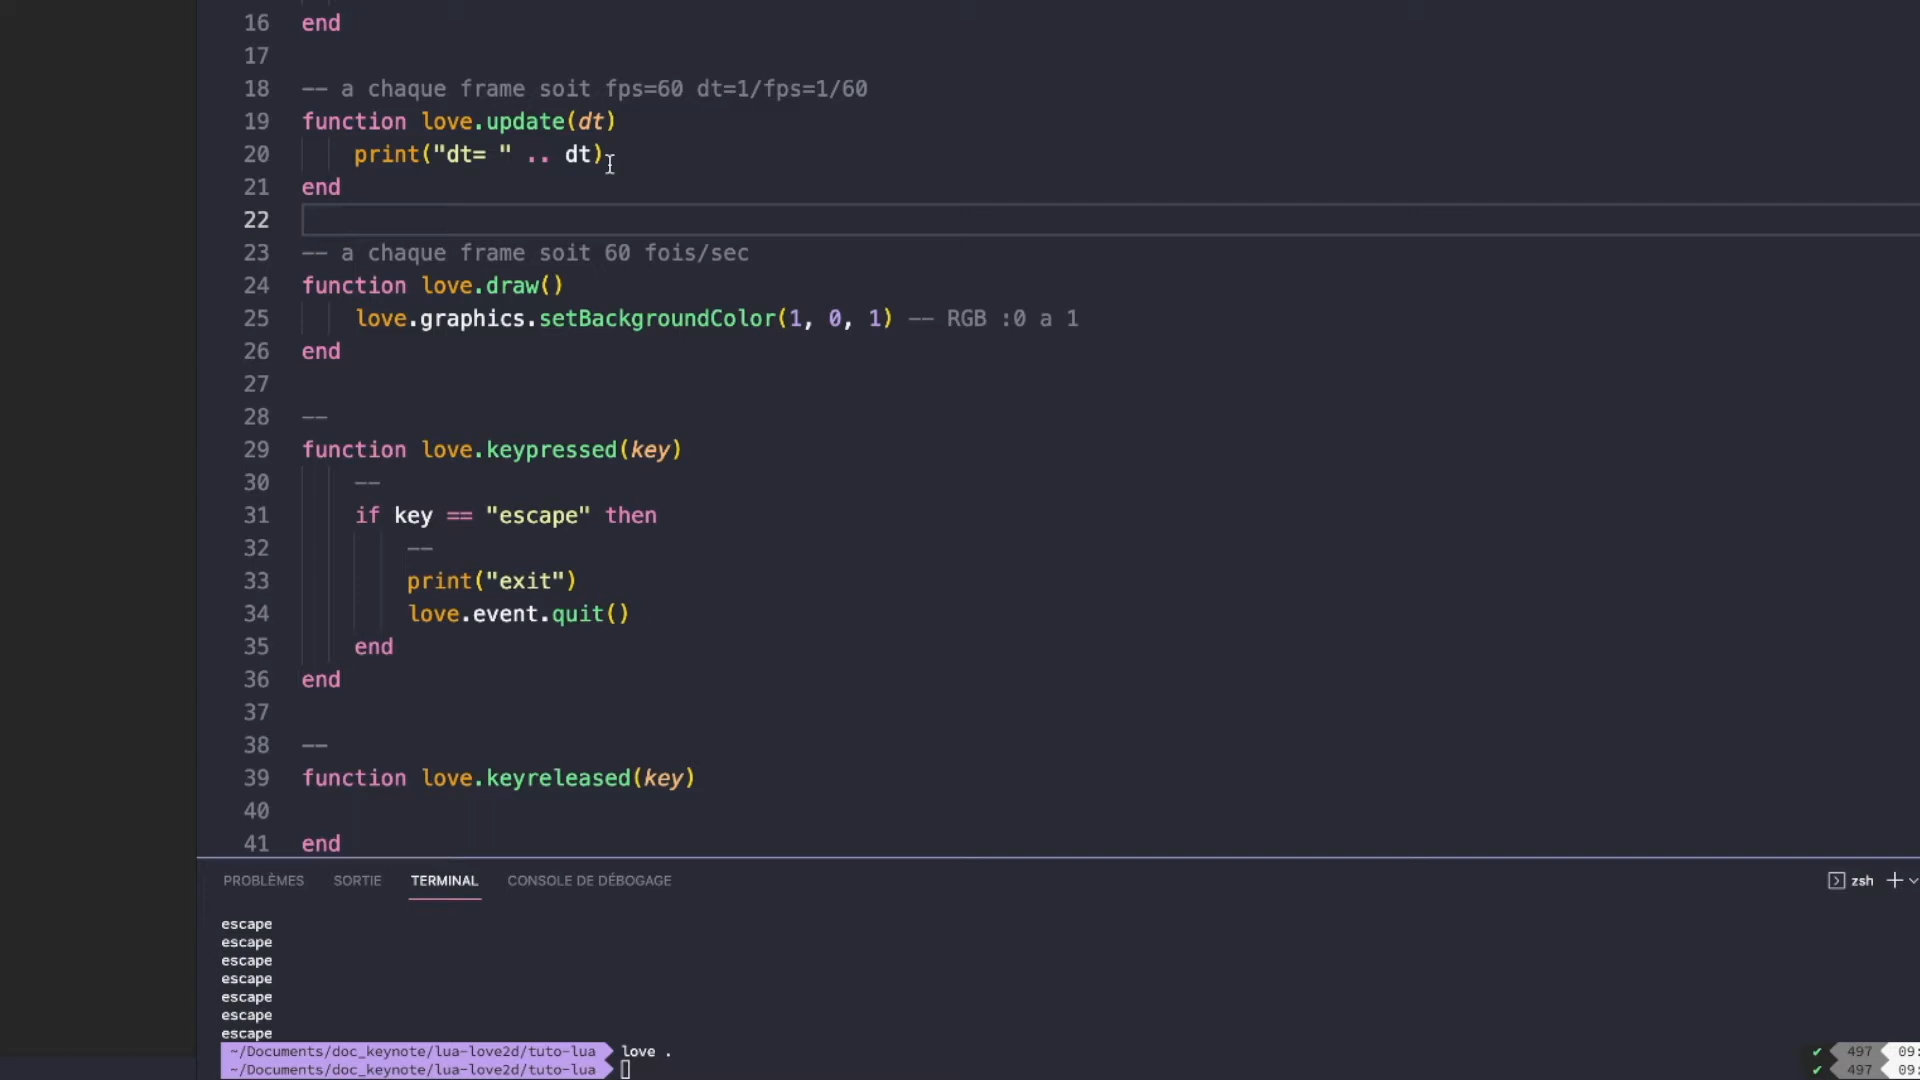 16 end
17
18 -- a chaque frame soit fps=60 dt=1/fps=1/60
19 function love.update(dt)
20 print("dt= " .. dt)
21 end
22
23 -- a chaque frame soit 60 fois/sec
24 function love.draw()
25 love.graphics.setBackgroundColor(1, 0, 1) -- RGB :0 a 1
26 end
27
28 --
29 function love.keypressed(key)
30 --
31 if key == "escape" then
32 --
33 print("exit")
34 love.event.quit()
35 end
36 end
37
38 --
39 function love.keyreleased(key)
40
41 end
PROBLÈMES SORTIE TERMINAL CONSOLE DE DÉBOGAGE zsh
escape
escape
escape
escape
escape
escape
escape
~/Documents/doc_keynote/lua-love2d/tuto-lua love . ✔ 497 09:
~/Documents/doc_keynote/lua-love2d/tuto-lua ✔ 497 09: